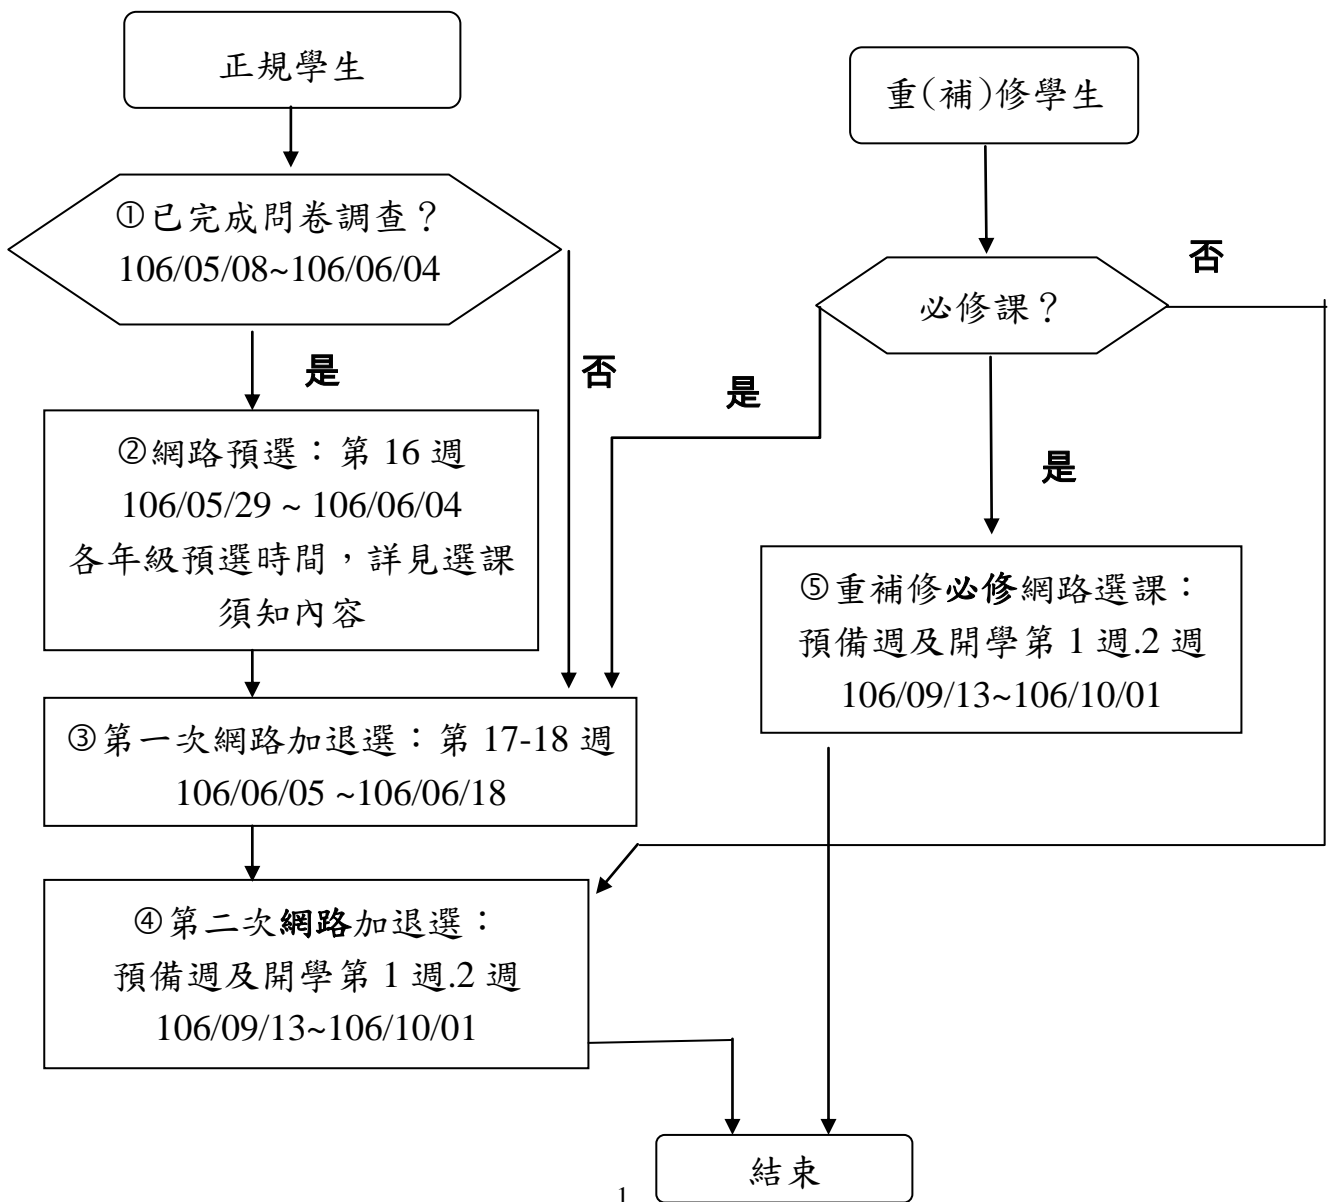 正規學生
重(補)修學生
①已完成問卷調查？
106/05/08~106/06/04
否
必修課？
是
否
是
②網路預選：第 16 週
106/05/29 ~ 106/06/04
各年級預選時間，詳見選課
須知內容
是
⑤重補修必修網路選課：
預備週及開學第 1 週.2 週
106/09/13~106/10/01
③第一次網路加退選：第 17-18 週
106/06/05 ~106/06/18
④第二次網路加退選：
預備週及開學第 1 週.2 週
106/09/13~106/10/01
結束
1